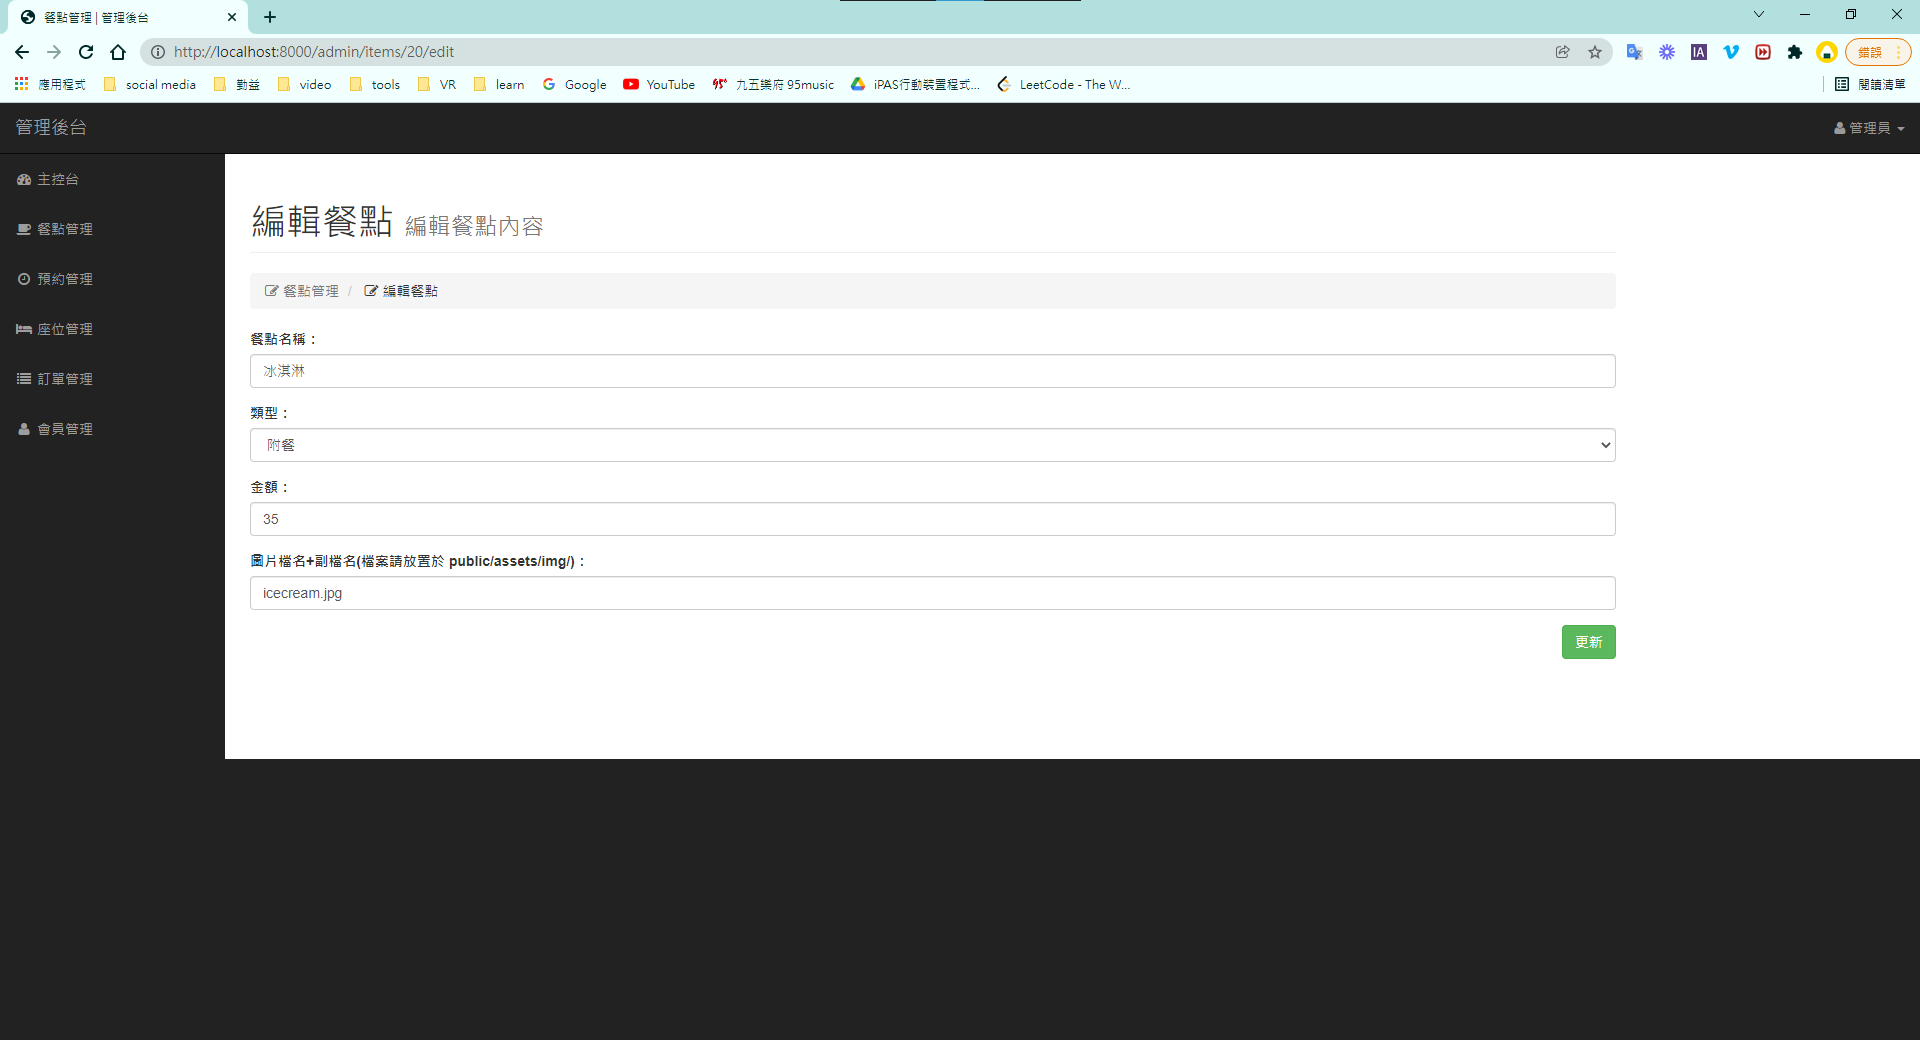 餐點管理 | 管理後台
http://localhost:8000/admin/items/20/edit
錯誤
應用程式 social media 勤益 video tools VR learn Google YouTube 九五樂府 95music iPAS行動裝置程式... LeetCode - The W... 閱讀清單
管理後台 管理員
主控台
餐點管理
預約管理
座位管理
訂單管理
會員管理
編輯餐點 編輯餐點內容
餐點管理 / 編輯餐點
餐點名稱：
冰淇淋
類型：
附餐
金額：
35
圖片檔名+副檔名(檔案請放置於 public/assets/img/)：
icecream.jpg
更新